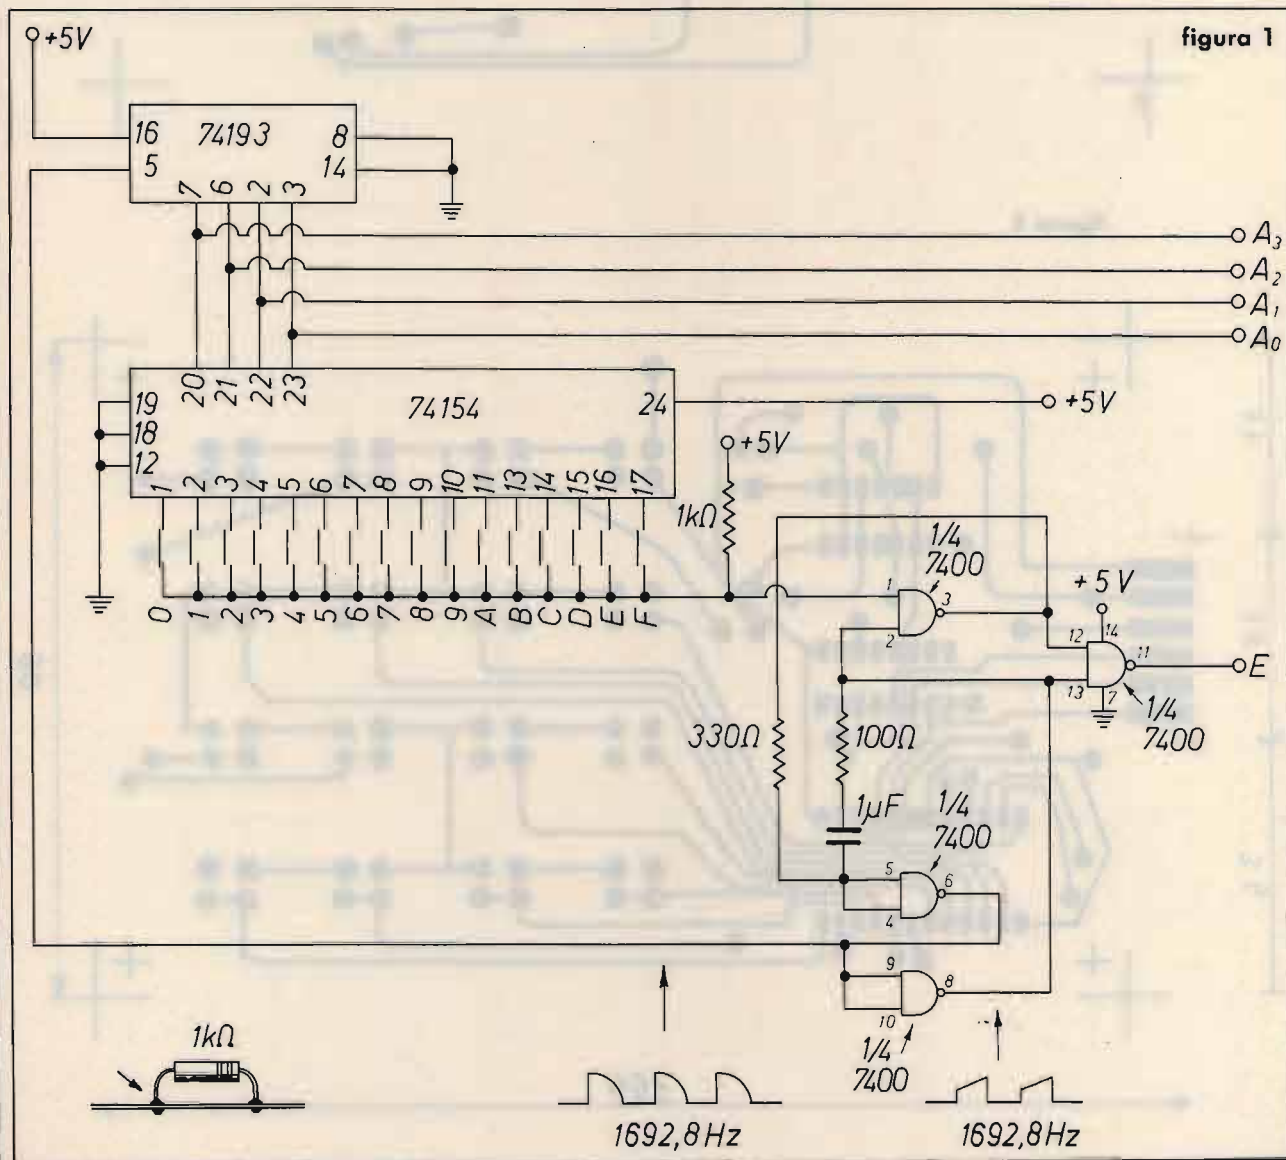 figura 1
+5V
16 74193 8
5 14
7 6 2 3
A3
A2
A1
A0
20 21 22 23
19 74154 24
18
12
+5V
1 2 3 4 5 6 7 8 9 10 11 13 14 15 16 17
+5V
1kΩ
0 1 2 3 4 5 6 7 8 9 A B C D E F
1/4
7400
1
2
3
+5V
14
12
13
11
7
E
1/4
7400
330Ω
100Ω
1µF
1/4
7400
5
4
6
9
10
8
1/4
7400
1kΩ
1692,8Hz
1692,8Hz